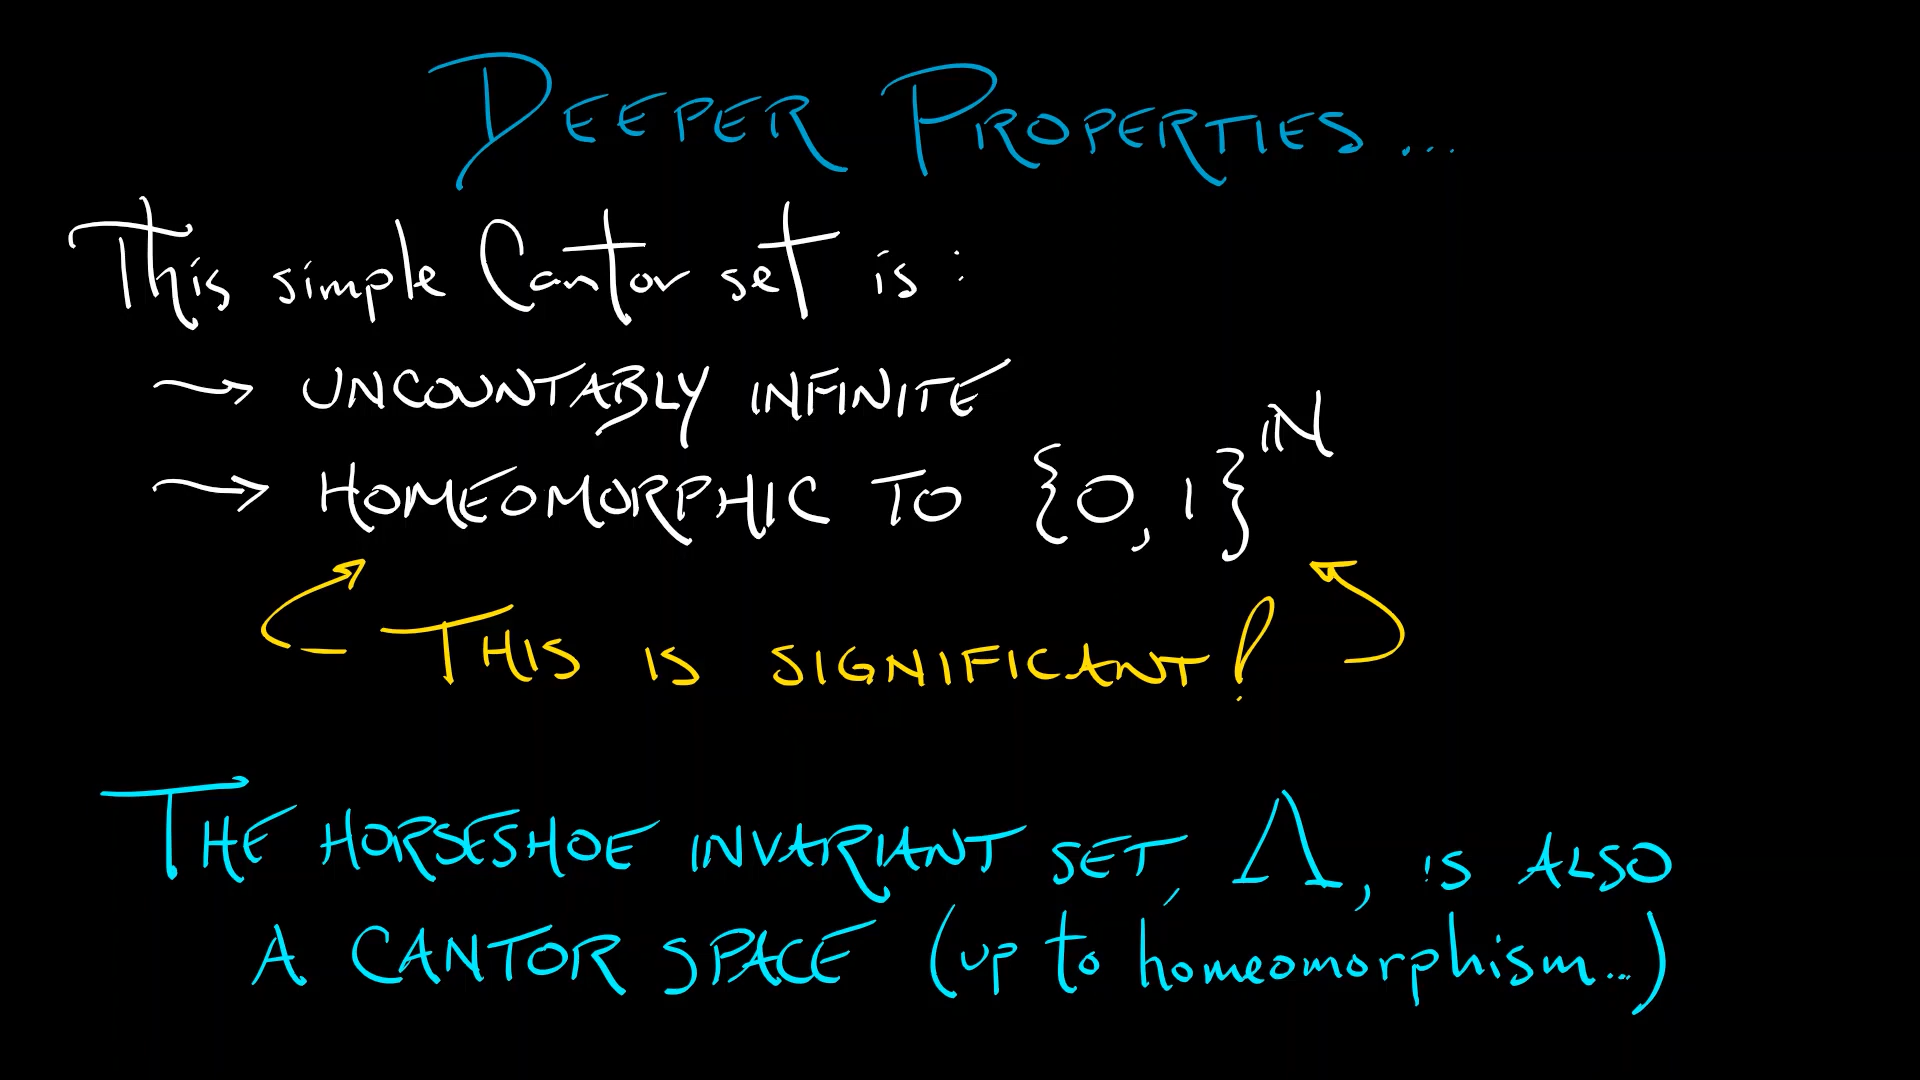 DEEPER PROPERTIES...
This simple Cantor set is:
→ UNCOUNTABLY INFINITE
→ HOMEOMORPHIC TO {0,1}^ℕ
THIS IS SIGNIFICANT!
THE HORSESHOE INVARIANT SET, Λ, is ALSO
A CANTOR SPACE (up to homeomorphism...)